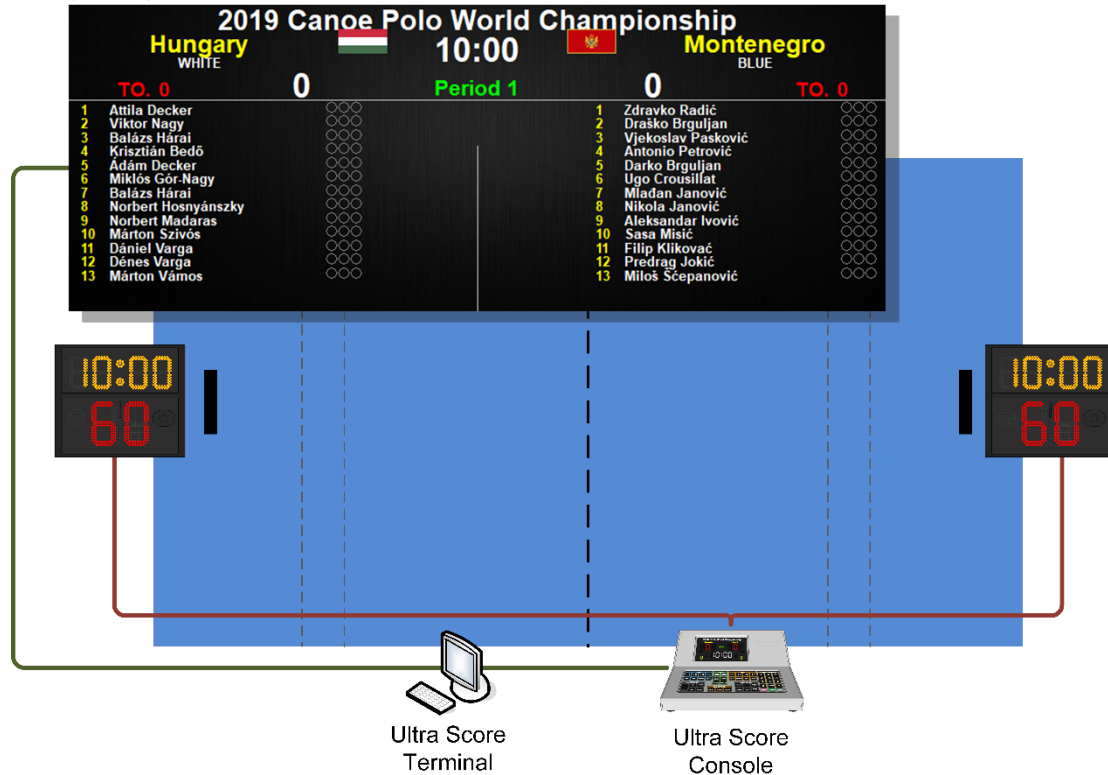 2019 Canoe Polo World Championship
Hungary
10:00
Montenegro
WHITE
BLUE
TO. 0
0
Period 1
0
TO. 0
1 Attila Decker
2 Viktor Nagy
3 Balázs Hárai
4 Krisztián Bedő
5 Ádám Decker
6 Miklós Gór-Nagy
7 Balázs Hárai
8 Norbert Hosnyánszky
9 Norbert Madaras
10 Márton Szivós
11 Dániel Varga
12 Dénes Varga
13 Márton Vámos
1 Zdravko Radić
2 Draško Brguljan
3 Vjekoslav Pasković
4 Antonio Petrović
5 Darko Brguljan
6 Ugo Crousillat
7 Mlađan Janović
8 Nikola Janović
9 Aleksandar Ivović
10 Sasa Misić
11 Filip Klikovać
12 Predrag Jokić
13 Miloš Šćepanović
10:00
60
10:00
60
10:00
Ultra Score
Terminal
Ultra Score
Console